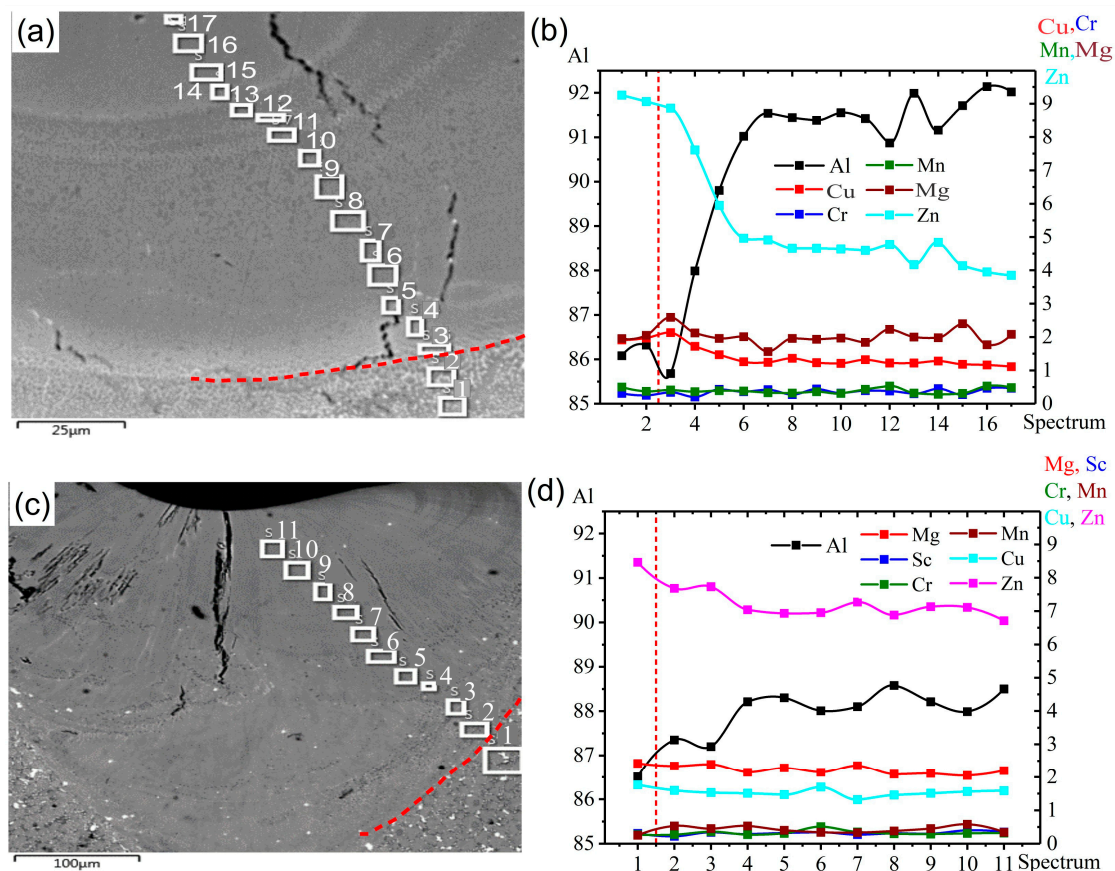 (a)
17
16
15
14
13
12
11
10
9
8
7
6
5
4
3
2
1
25μm
(b)
Cu,Cr
Mn,Mg
Al
Zn
92
91
90
89
88
87
86
85
9
8
7
6
5
4
3
2
1
0
Al
Mn
Cu
Mg
Cr
Zn
2 4 6 8 10 12 14 16 Spectrum
(c)
S 11
S 10
9
S
S 8
S 7
S 6
S 5
S 4
S 3
S 2
S 1
100μm
(d)
Mg, Sc
Cr, Mn
Al
Cu, Zn
92
91
90
89
88
87
86
85
9
8
7
6
5
4
3
2
1
0
Al
Mg
Mn
Sc
Cu
Cr
Zn
1 2 3 4 5 6 7 8 9 10 11 Spectrum